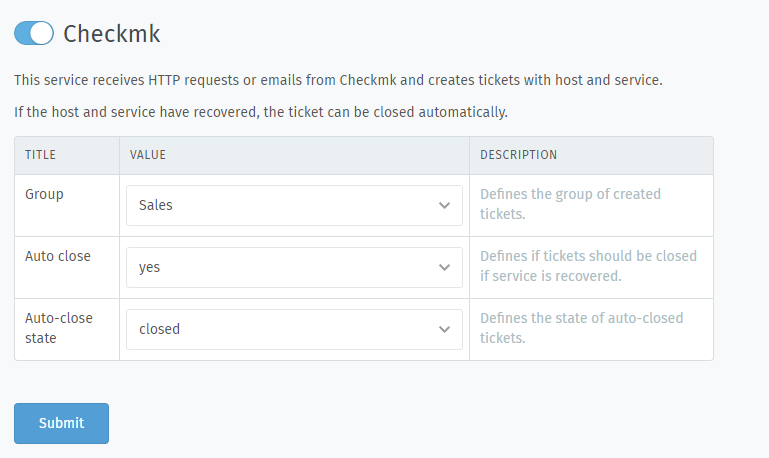 Checkmk
This service receives HTTP requests or emails from Checkmk and creates tickets with host and service.
If the host and service have recovered, the ticket can be closed automatically.
TITLE VALUE DESCRIPTION
Group Sales Defines the group of created
tickets.
Auto close yes Defines if tickets should be closed
if service is recovered.
Auto-close closed Defines the state of auto-closed
state tickets.
Submit